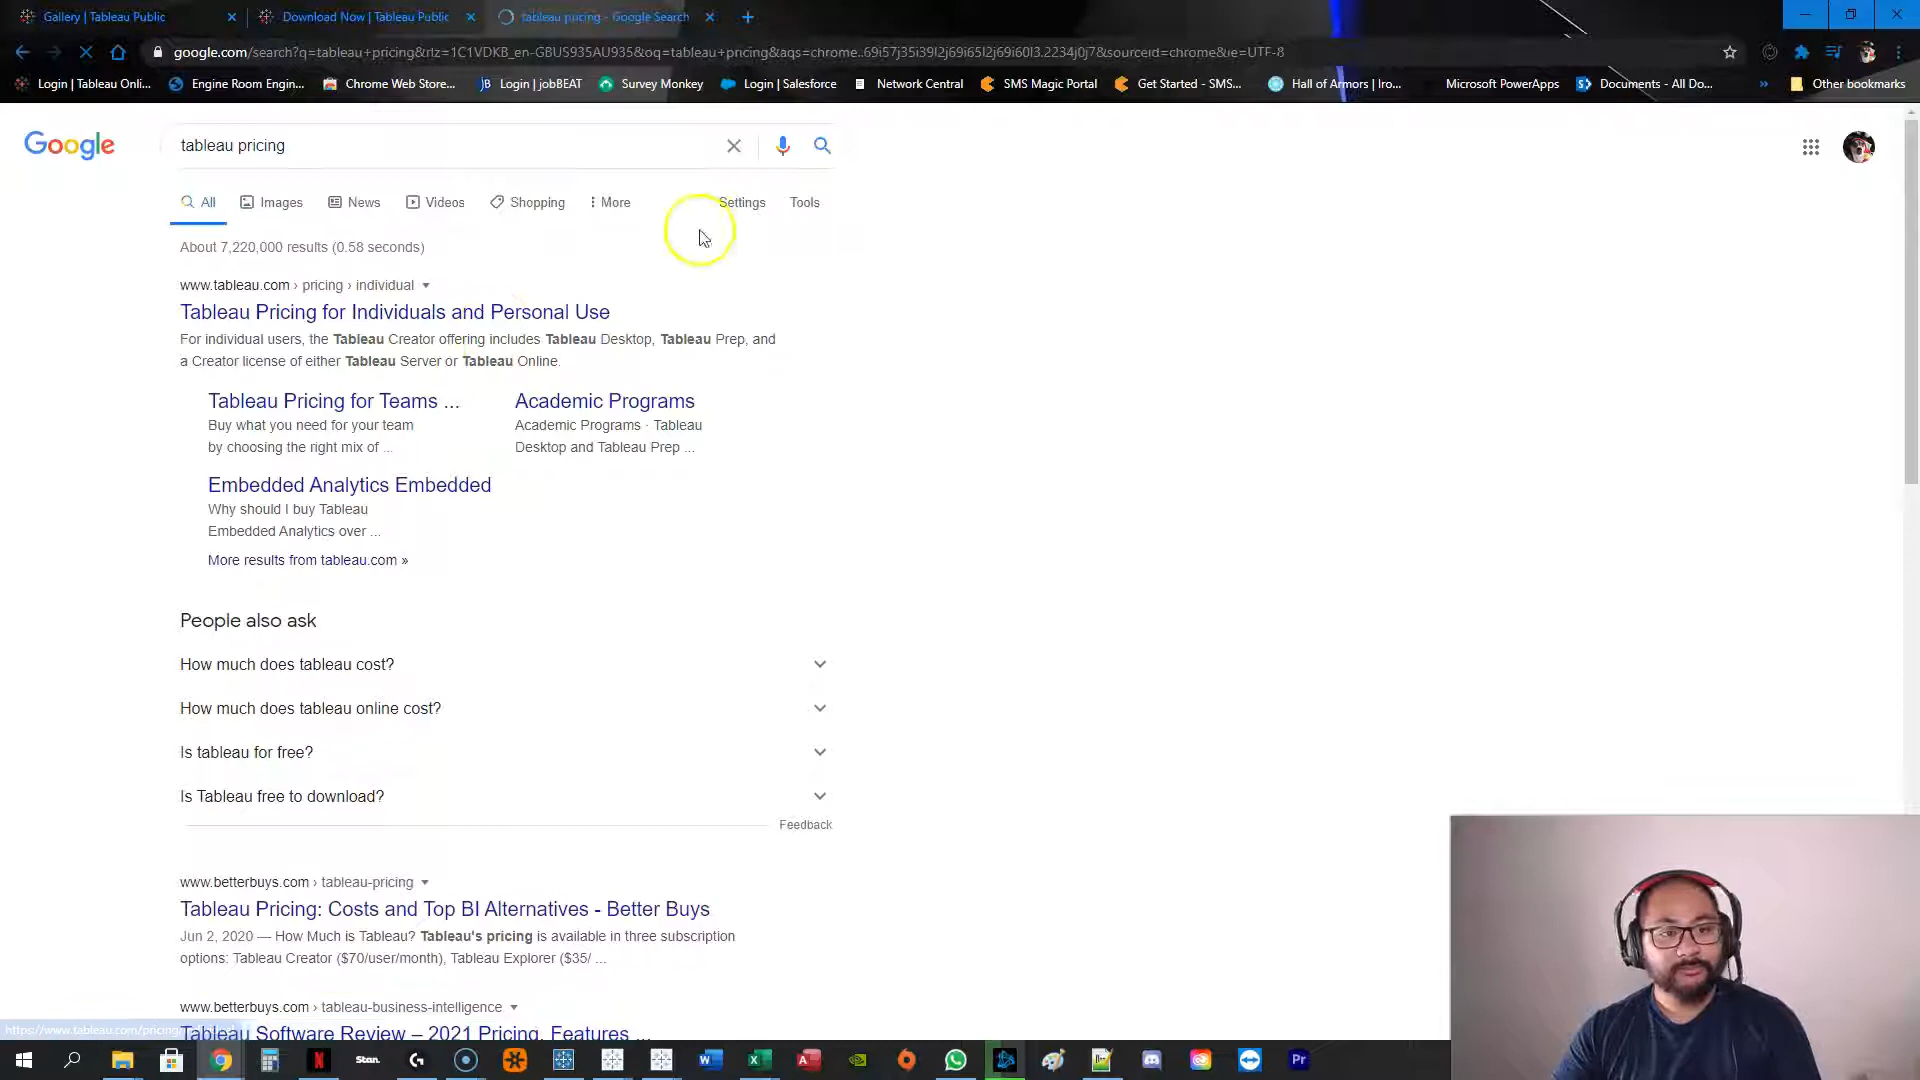 Gallery | Tableau Public
Download Now | Tableau Public
tableau pricing - Google Search
google.com/search?q=tableau+pricing&rlz=1C1VDKB_en-GBUS935AU935&oq=tableau+pricing&aqs=chrome..69i57j35i39l2j69i65l2j69i60l3.2234j0j7&sourceid=chrome&ie=UTF-8
Login | Tableau Onli...
Engine Room Engin...
Chrome Web Store...
Login | jobBEAT
Survey Monkey
Login | Salesforce
Network Central
SMS Magic Portal
Get Started - SMS...
Hall of Armors | Iro...
Microsoft PowerApps
Documents - All Do...
»
Other bookmarks
Google
tableau pricing
All
Images
News
Videos
Shopping
More
Settings
Tools
About 7,220,000 results (0.58 seconds)
www.tableau.com › pricing › individual
Tableau Pricing for Individuals and Personal Use
For individual users, the Tableau Creator offering includes Tableau Desktop, Tableau Prep, and
a Creator license of either Tableau Server or Tableau Online.
Tableau Pricing for Teams ...
Buy what you need for your team
by choosing the right mix of ...
Academic Programs
Academic Programs · Tableau
Desktop and Tableau Prep ...
Embedded Analytics Embedded
Why should I buy Tableau
Embedded Analytics over ...
More results from tableau.com »
People also ask
How much does tableau cost?
How much does tableau online cost?
Is tableau for free?
Is Tableau free to download?
Feedback
www.betterbuys.com › tableau-pricing
Tableau Pricing: Costs and Top BI Alternatives - Better Buys
Jun 2, 2020 — How Much is Tableau? Tableau's pricing is available in three subscription
options: Tableau Creator ($70/user/month), Tableau Explorer ($35/ ...
www.betterbuys.com › tableau-business-intelligence
Tableau Software Review – 2021 Pricing, Features ...
https://www.tableau.com/pricing
Stan.
Pr